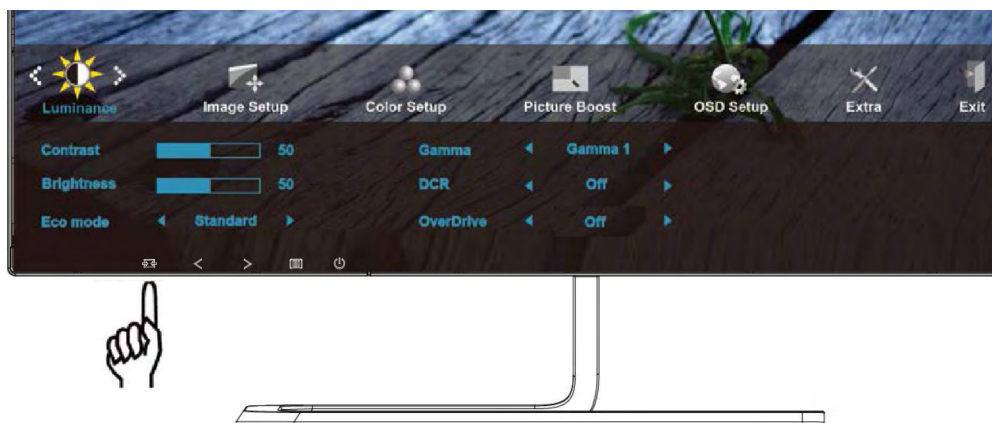 Luminance Image Setup Color Setup Picture Boost OSD Setup Extra Exit
Contrast 50 Gamma Gamma 1
Brightness 50 DCR Off
Eco mode Standard OverDrive Off